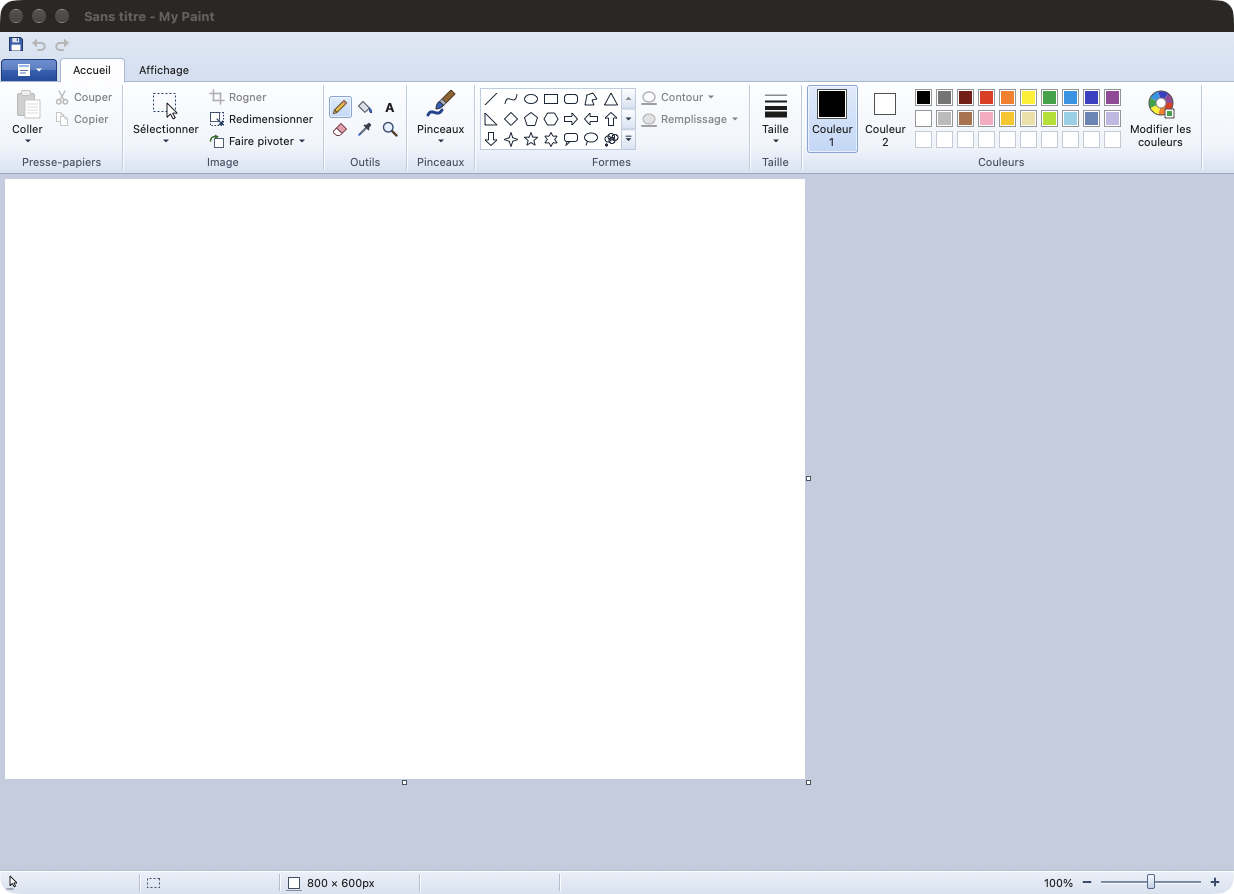 Sans titre - My Paint
Accueil
Affichage
Coller
Couper
Copier
Presse-papiers
Sélectionner
Rogner
Redimensionner
Faire pivoter
Image
A
Outils
Pinceaux
Pinceaux
Contour
Remplissage
Formes
Taille
Taille
Couleur 1
Couleur 2
Modifier les couleurs
Couleurs
800 × 600px
100%